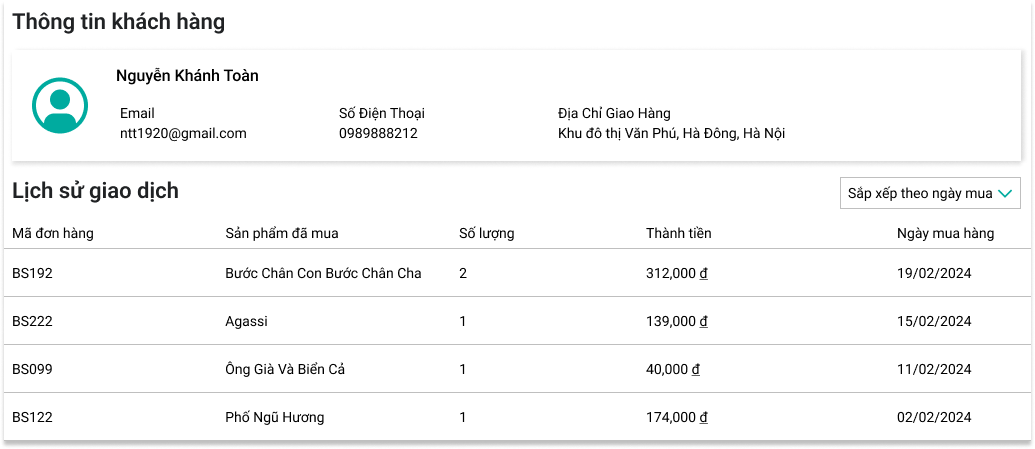 Thông tin khách hàng
Nguyễn Khánh Toàn
Email Số Điện Thoại Địa Chỉ Giao Hàng
ntt1920@gmail.com 0989888212 Khu đô thị Văn Phú, Hà Đông, Hà Nội
Lịch sử giao dịch Sắp xếp theo ngày mua
Mã đơn hàng Sản phẩm đã mua Số lượng Thành tiền Ngày mua hàng
BS192 Bước Chân Con Bước Chân Cha 2 312,000 ₫ 19/02/2024
BS222 Agassi 1 139,000 ₫ 15/02/2024
BS099 Ông Già Và Biển Cả 1 40,000 ₫ 11/02/2024
BS122 Phố Ngũ Hương 1 174,000 ₫ 02/02/2024